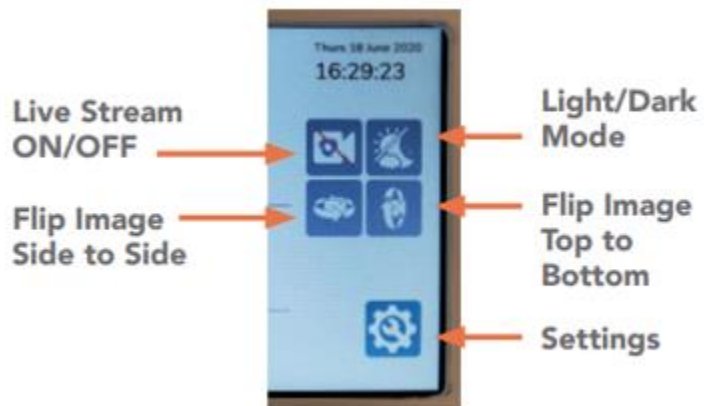 Thurs 18 June 2020
16:29:23
Live Stream
ON/OFF
Light/Dark
Mode
Flip Image
Side to Side
Flip Image
Top to
Bottom
Settings